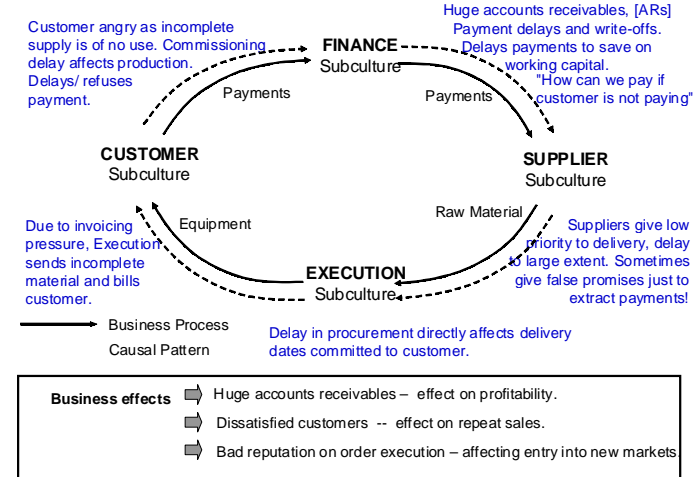 Huge accounts receivables, [ARs]
Payment delays and write-offs.
Delays payments to save on
working capital.
"How can we pay if
customer is not paying"
Customer angry as incomplete
supply is of no use. Commissioning
delay affects production.
Delays/ refuses
payment.
FINANCE
Subculture
Payments
Payments
CUSTOMER
Subculture
SUPPLIER
Subculture
Equipment
Raw Material
Due to invoicing
pressure, Execution
sends incomplete
material and bills
customer.
Suppliers give low
priority to delivery, delay
to large extent. Sometimes
give false promises just to
extract payments!
EXECUTION
Subculture
Business Process
Causal Pattern
Delay in procurement directly affects delivery
dates committed to customer.
Business effects
Huge accounts receivables – effect on profitability.
Dissatisfied customers -- effect on repeat sales.
Bad reputation on order execution – affecting entry into new markets.